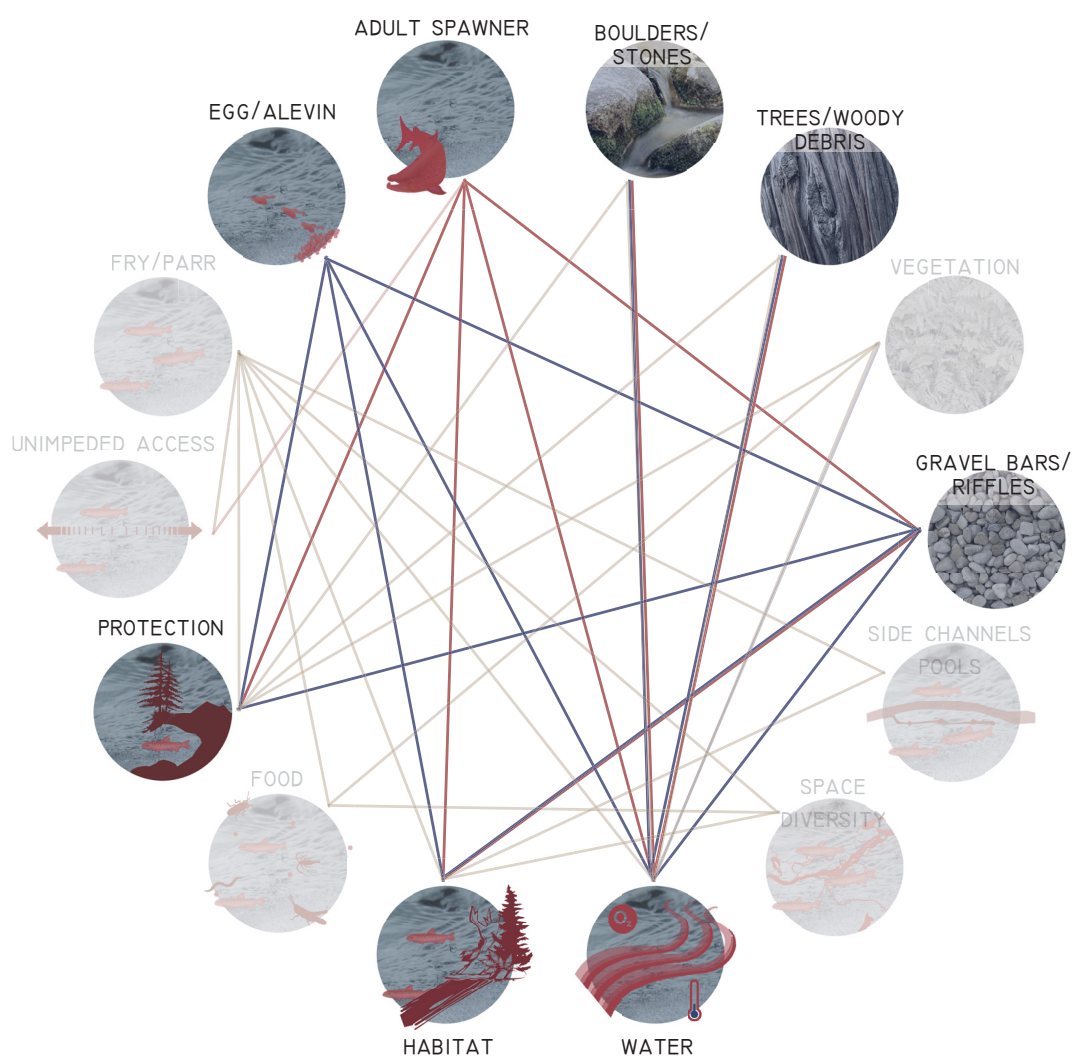 ADULT SPAWNER
BOULDERS/
STONES
EGG/ALEVIN
TREES/WOODY
DEBRIS
FRY/PARR
VEGETATION
UNIMPEDED ACCESS
GRAVEL BARS/
RIFFLES
PROTECTION
SIDE CHANNELS
POOLS
FOOD
SPACE
DIVERSITY
O₂
HABITAT
WATER